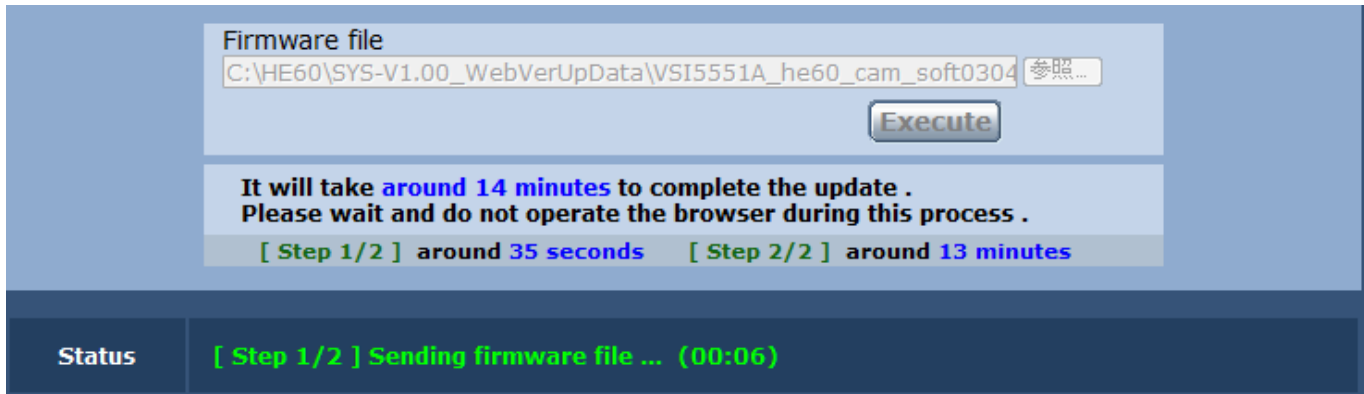 Firmware file
C:\HE60\SYS-V1.00_WebVerUpData\VSI5551A_he60_cam_soft0304 参照...
Execute
It will take around 14 minutes to complete the update .
Please wait and do not operate the browser during this process .
[ Step 1/2 ] around 35 seconds [ Step 2/2 ] around 13 minutes
Status [ Step 1/2 ] Sending firmware file ... (00:06)